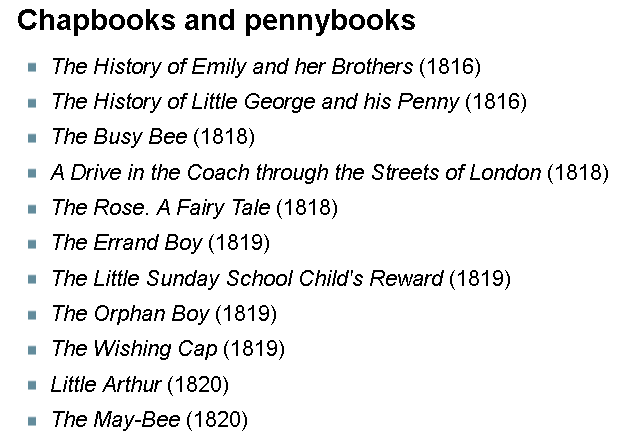 Chapbooks and pennybooks
The History of Emily and her Brothers (1816)
The History of Little George and his Penny (1816)
The Busy Bee (1818)
A Drive in the Coach through the Streets of London (1818)
The Rose. A Fairy Tale (1818)
The Errand Boy (1819)
The Little Sunday School Child's Reward (1819)
The Orphan Boy (1819)
The Wishing Cap (1819)
Little Arthur (1820)
The May-Bee (1820)